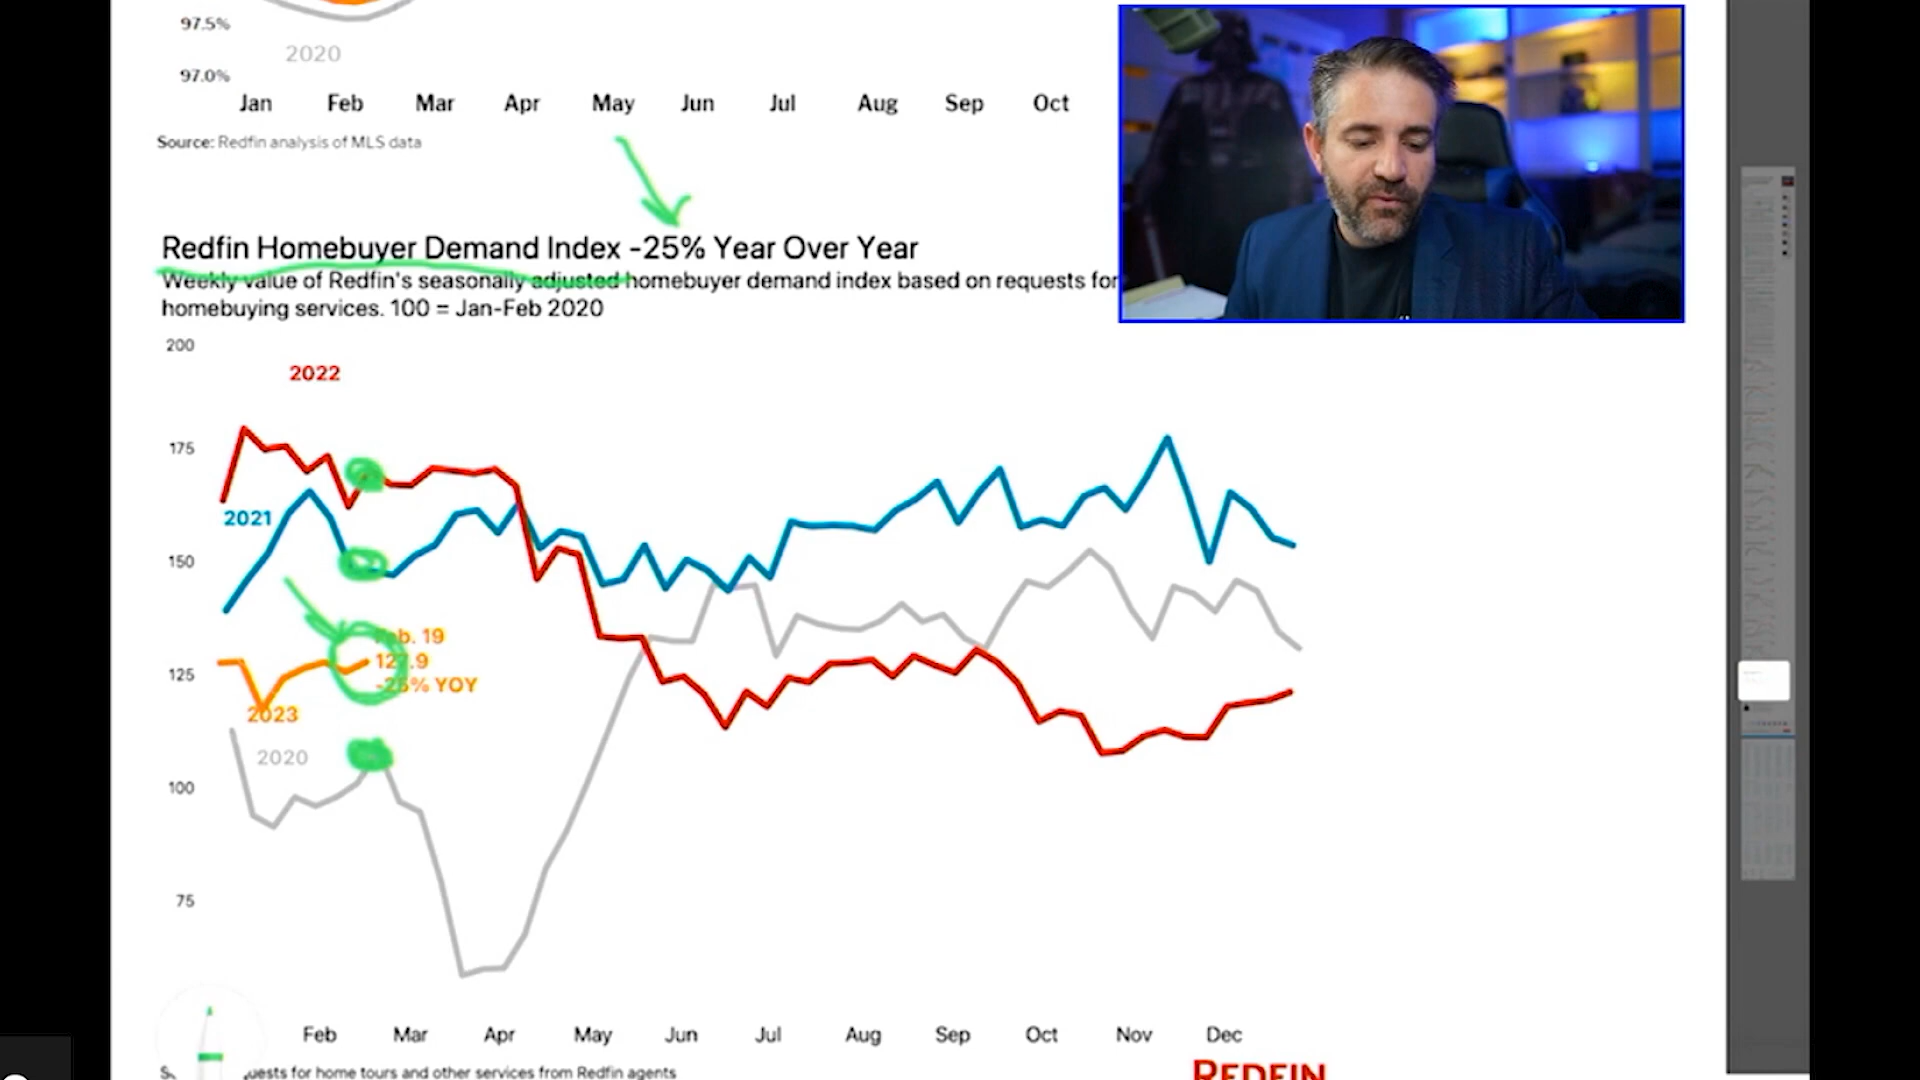 97.5%
2020
97.0%
Jan Feb Mar Apr May Jun Jul Aug Sep Oct
Source: Redfin analysis of MLS data
Redfin Homebuyer Demand Index -25% Year Over Year
Weekly value of Redfin's seasonally adjusted homebuyer demand index based on requests for
homebuying services. 100 = Jan-Feb 2020
200
2022
175
2021
150
Feb. 19
127.9
-25% YOY
125
2023
2020
100
75
Feb Mar Apr May Jun Jul Aug Sep Oct Nov Dec
for home tours and other services from Redfin agents
REDFIN